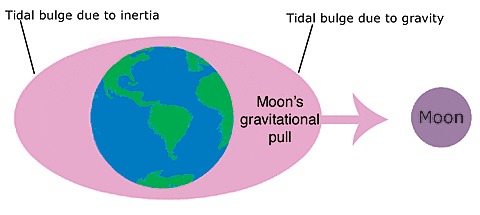 Tidal bulge due to inertia
Tidal bulge due to gravity
Moon's
gravitational
pull
Moon